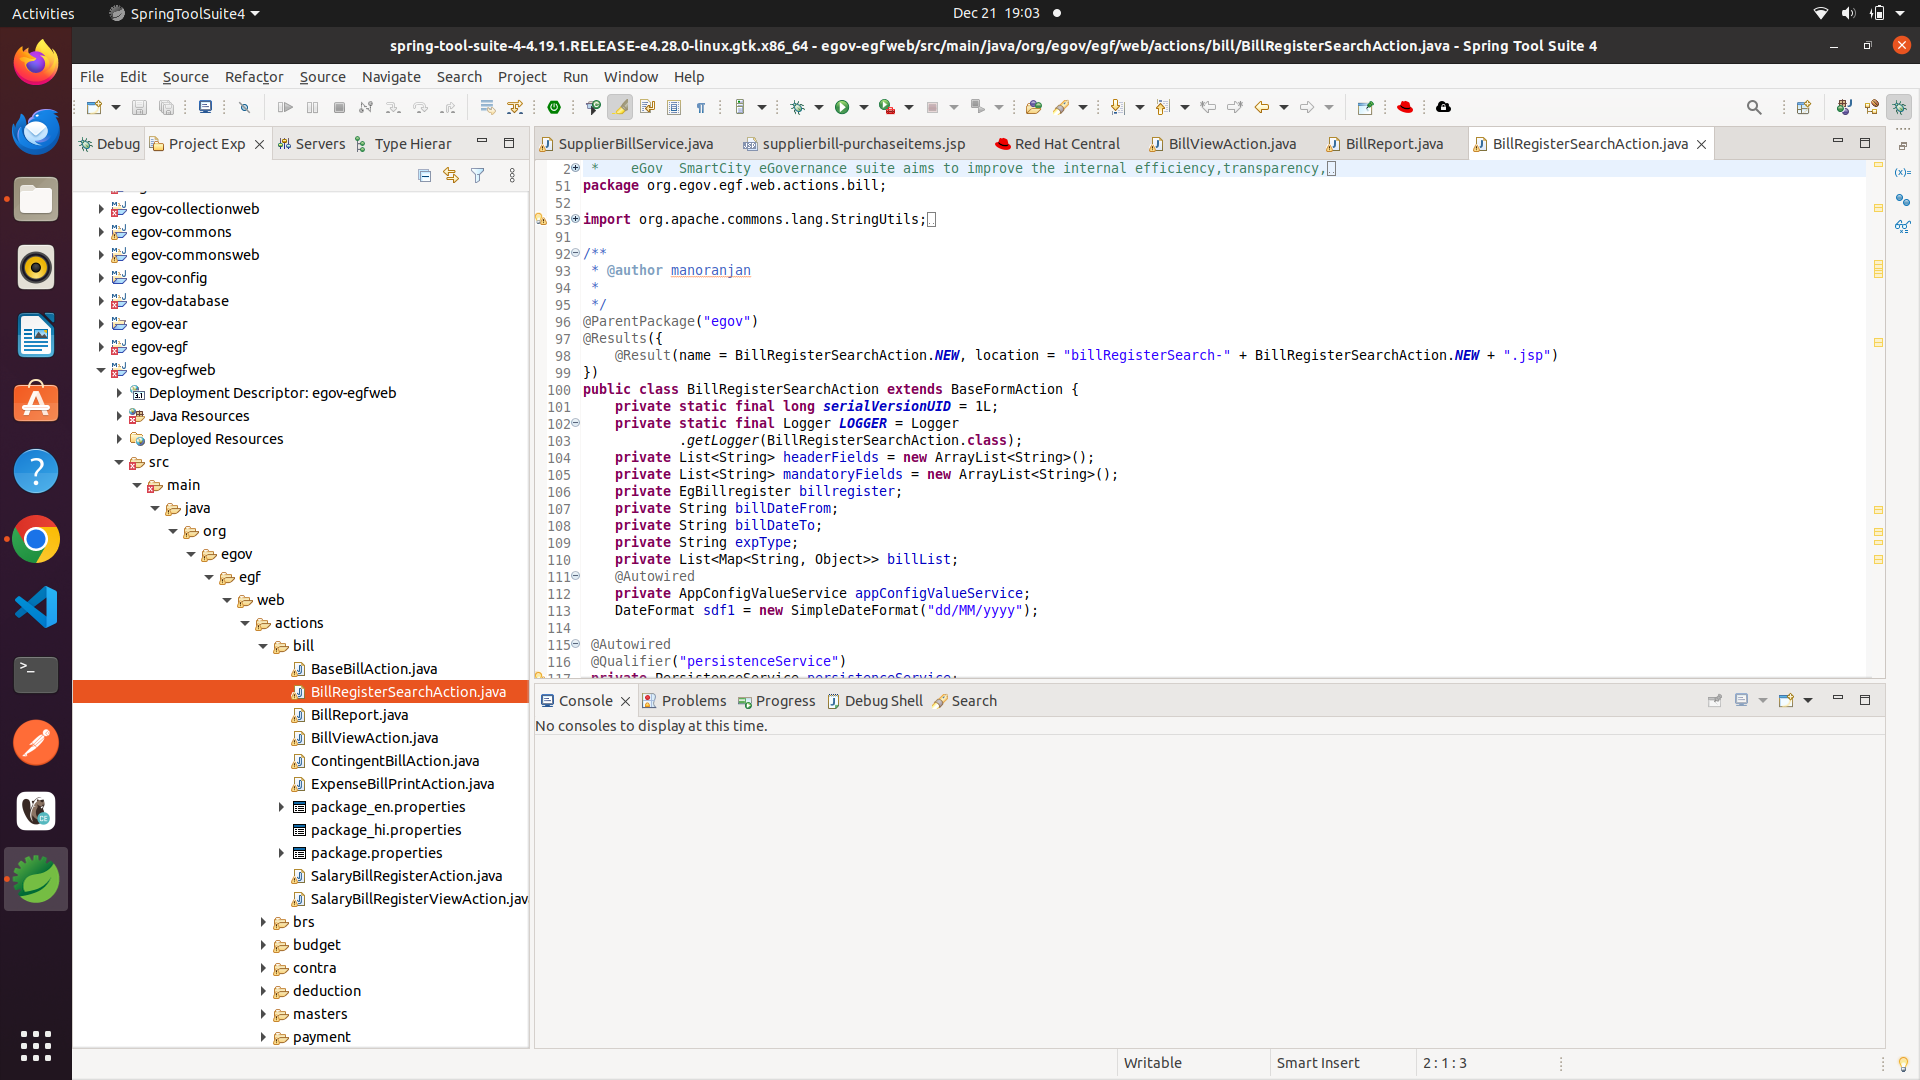 Activities
SpringToolSuite4
Dec 21 19:03
spring-tool-suite-4-4.19.1.RELEASE-e4.28.0-linux.gtk.x86_64 - egov-egfweb/src/main/java/org/egov/egf/web/actions/bill/BillRegisterSearchAction.java - Spring Tool Suite 4
File Edit Source Refactor Source Navigate Search Project Run Window Help
Debug
Project Exp
Servers
Type Hierar
egov-collectionweb
egov-commons
egov-commonsweb
egov-config
egov-database
egov-ear
egov-egf
egov-egfweb
Deployment Descriptor: egov-egfweb
Java Resources
Deployed Resources
src
main
java
org
egov
egf
web
actions
bill
BaseBillAction.java
BillRegisterSearchAction.java
BillReport.java
BillViewAction.java
ContingentBillAction.java
ExpenseBillPrintAction.java
package_en.properties
package_hi.properties
package.properties
SalaryBillRegisterAction.java
SalaryBillRegisterViewAction.jav
brs
budget
contra
deduction
masters
payment
SupplierBillService.java
supplierbill-purchaseitems.jsp
Red Hat Central
BillViewAction.java
BillReport.java
BillRegisterSearchAction.java
2 * eGov SmartCity eGovernance suite aims to improve the internal efficiency,transparency,
51 package org.egov.egf.web.actions.bill;
52
53 import org.apache.commons.lang.StringUtils;
91
92 /**
93 * @author manoranjan
94 *
95 */
96 @ParentPackage("egov")
97 @Results({
98 @Result(name = BillRegisterSearchAction.NEW, location = "billRegisterSearch-" + BillRegisterSearchAction.NEW + ".jsp")
99 })
100 public class BillRegisterSearchAction extends BaseFormAction {
101 private static final long serialVersionUID = 1L;
102 private static final Logger LOGGER = Logger
103 .getLogger(BillRegisterSearchAction.class);
104 private List<String> headerFields = new ArrayList<String>();
105 private List<String> mandatoryFields = new ArrayList<String>();
106 private EgBillregister billregister;
107 private String billDateFrom;
108 private String billDateTo;
109 private String expType;
110 private List<Map<String, Object>> billList;
111 @Autowired
112 private AppConfigValueService appConfigValueService;
113 DateFormat sdf1 = new SimpleDateFormat("dd/MM/yyyy");
114
115 @Autowired
116 @Qualifier("persistenceService")
117 private PersistenceService persistenceService;
Console
Problems
Progress
Debug Shell
Search
No consoles to display at this time.
Writable
Smart Insert
2 : 1 : 3